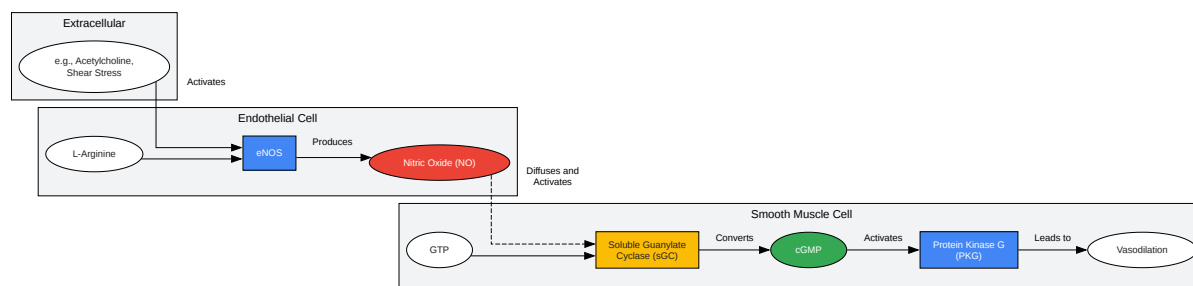 Extracellular
e.g., Acetylcholine,
Shear Stress
Activates
Endothelial Cell
L-Arginine
eNOS
Produces
Nitric Oxide (NO)
Diffuses and
Activates
Smooth Muscle Cell
GTP
Soluble Guanylate
Cyclase (sGC)
Converts
cGMP
Activates
Protein Kinase G
(PKG)
Leads to
Vasodilation